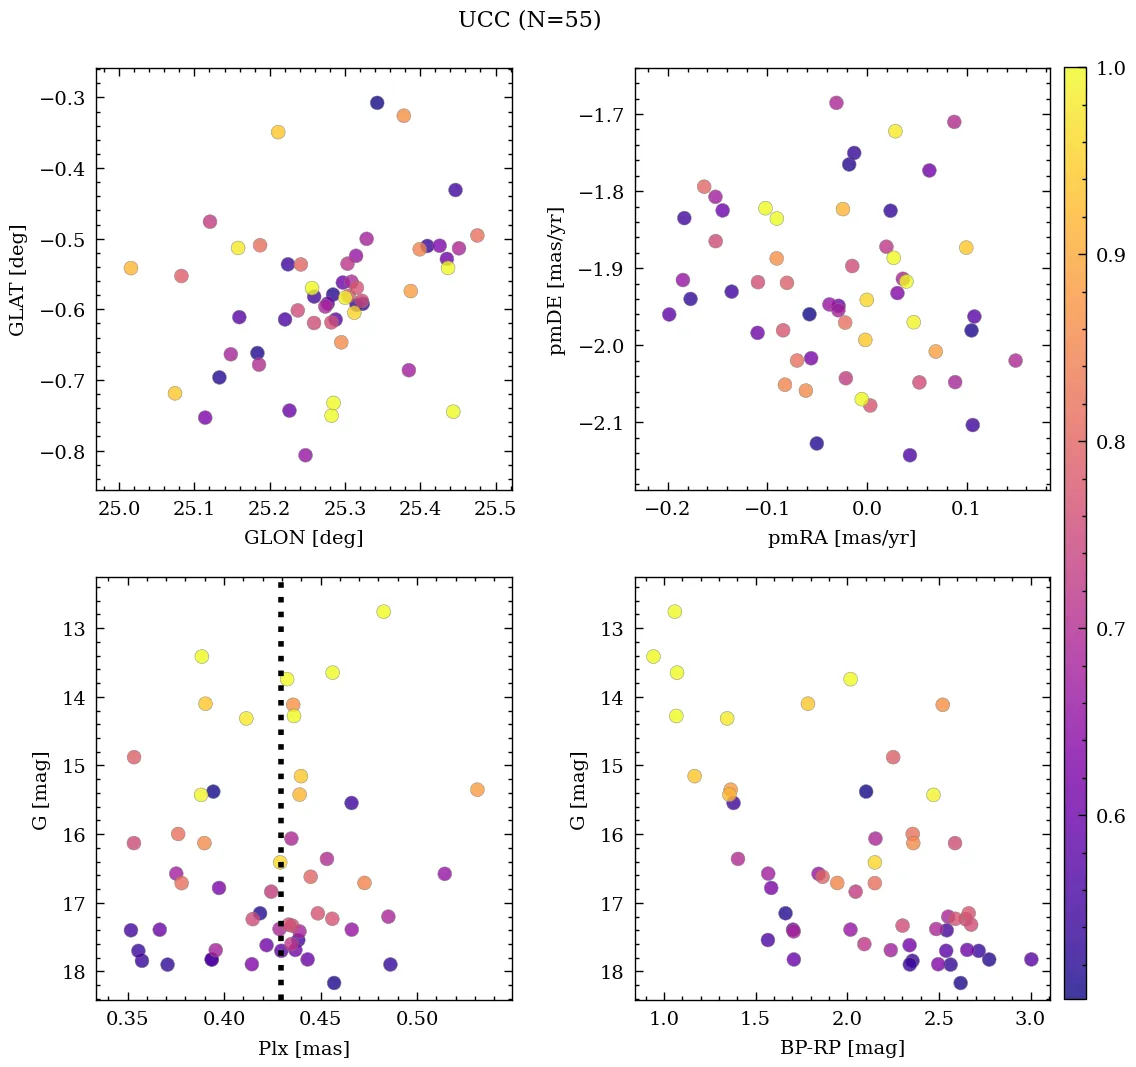 UCC (N=55)
−0.3
−0.4
−0.5
−0.6
−0.7
−0.8
GLAT [deg]
25.0 25.1 25.2 25.3 25.4 25.5
GLON [deg]
−1.7
−1.8
−1.9
−2.0
−2.1
pmDE [mas/yr]
−0.2 −0.1 0.0 0.1
pmRA [mas/yr]
13
14
15
16
17
18
G [mag]
0.35 0.40 0.45 0.50
Plx [mas]
13
14
15
16
17
18
G [mag]
1.0 1.5 2.0 2.5 3.0
BP-RP [mag]
1.0
0.9
0.8
0.7
0.6